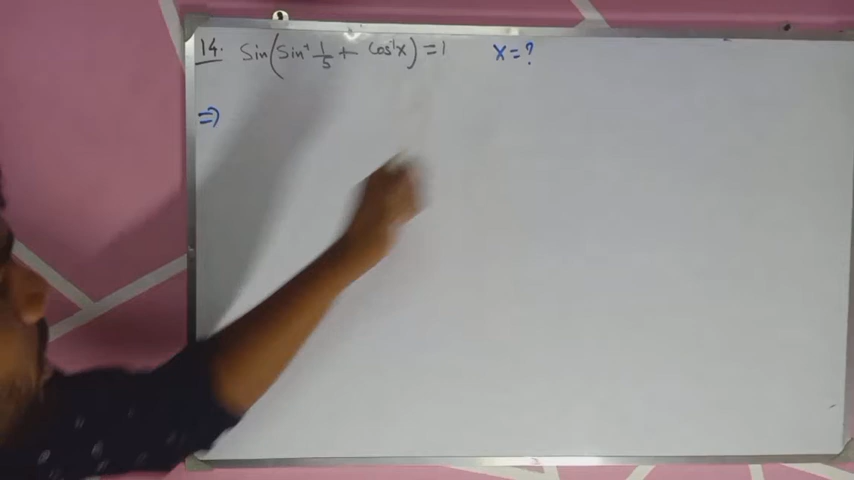 14. Sin(Sin⁻¹ 1/5 + Cos⁻¹x) = 1 x = ?
⇒